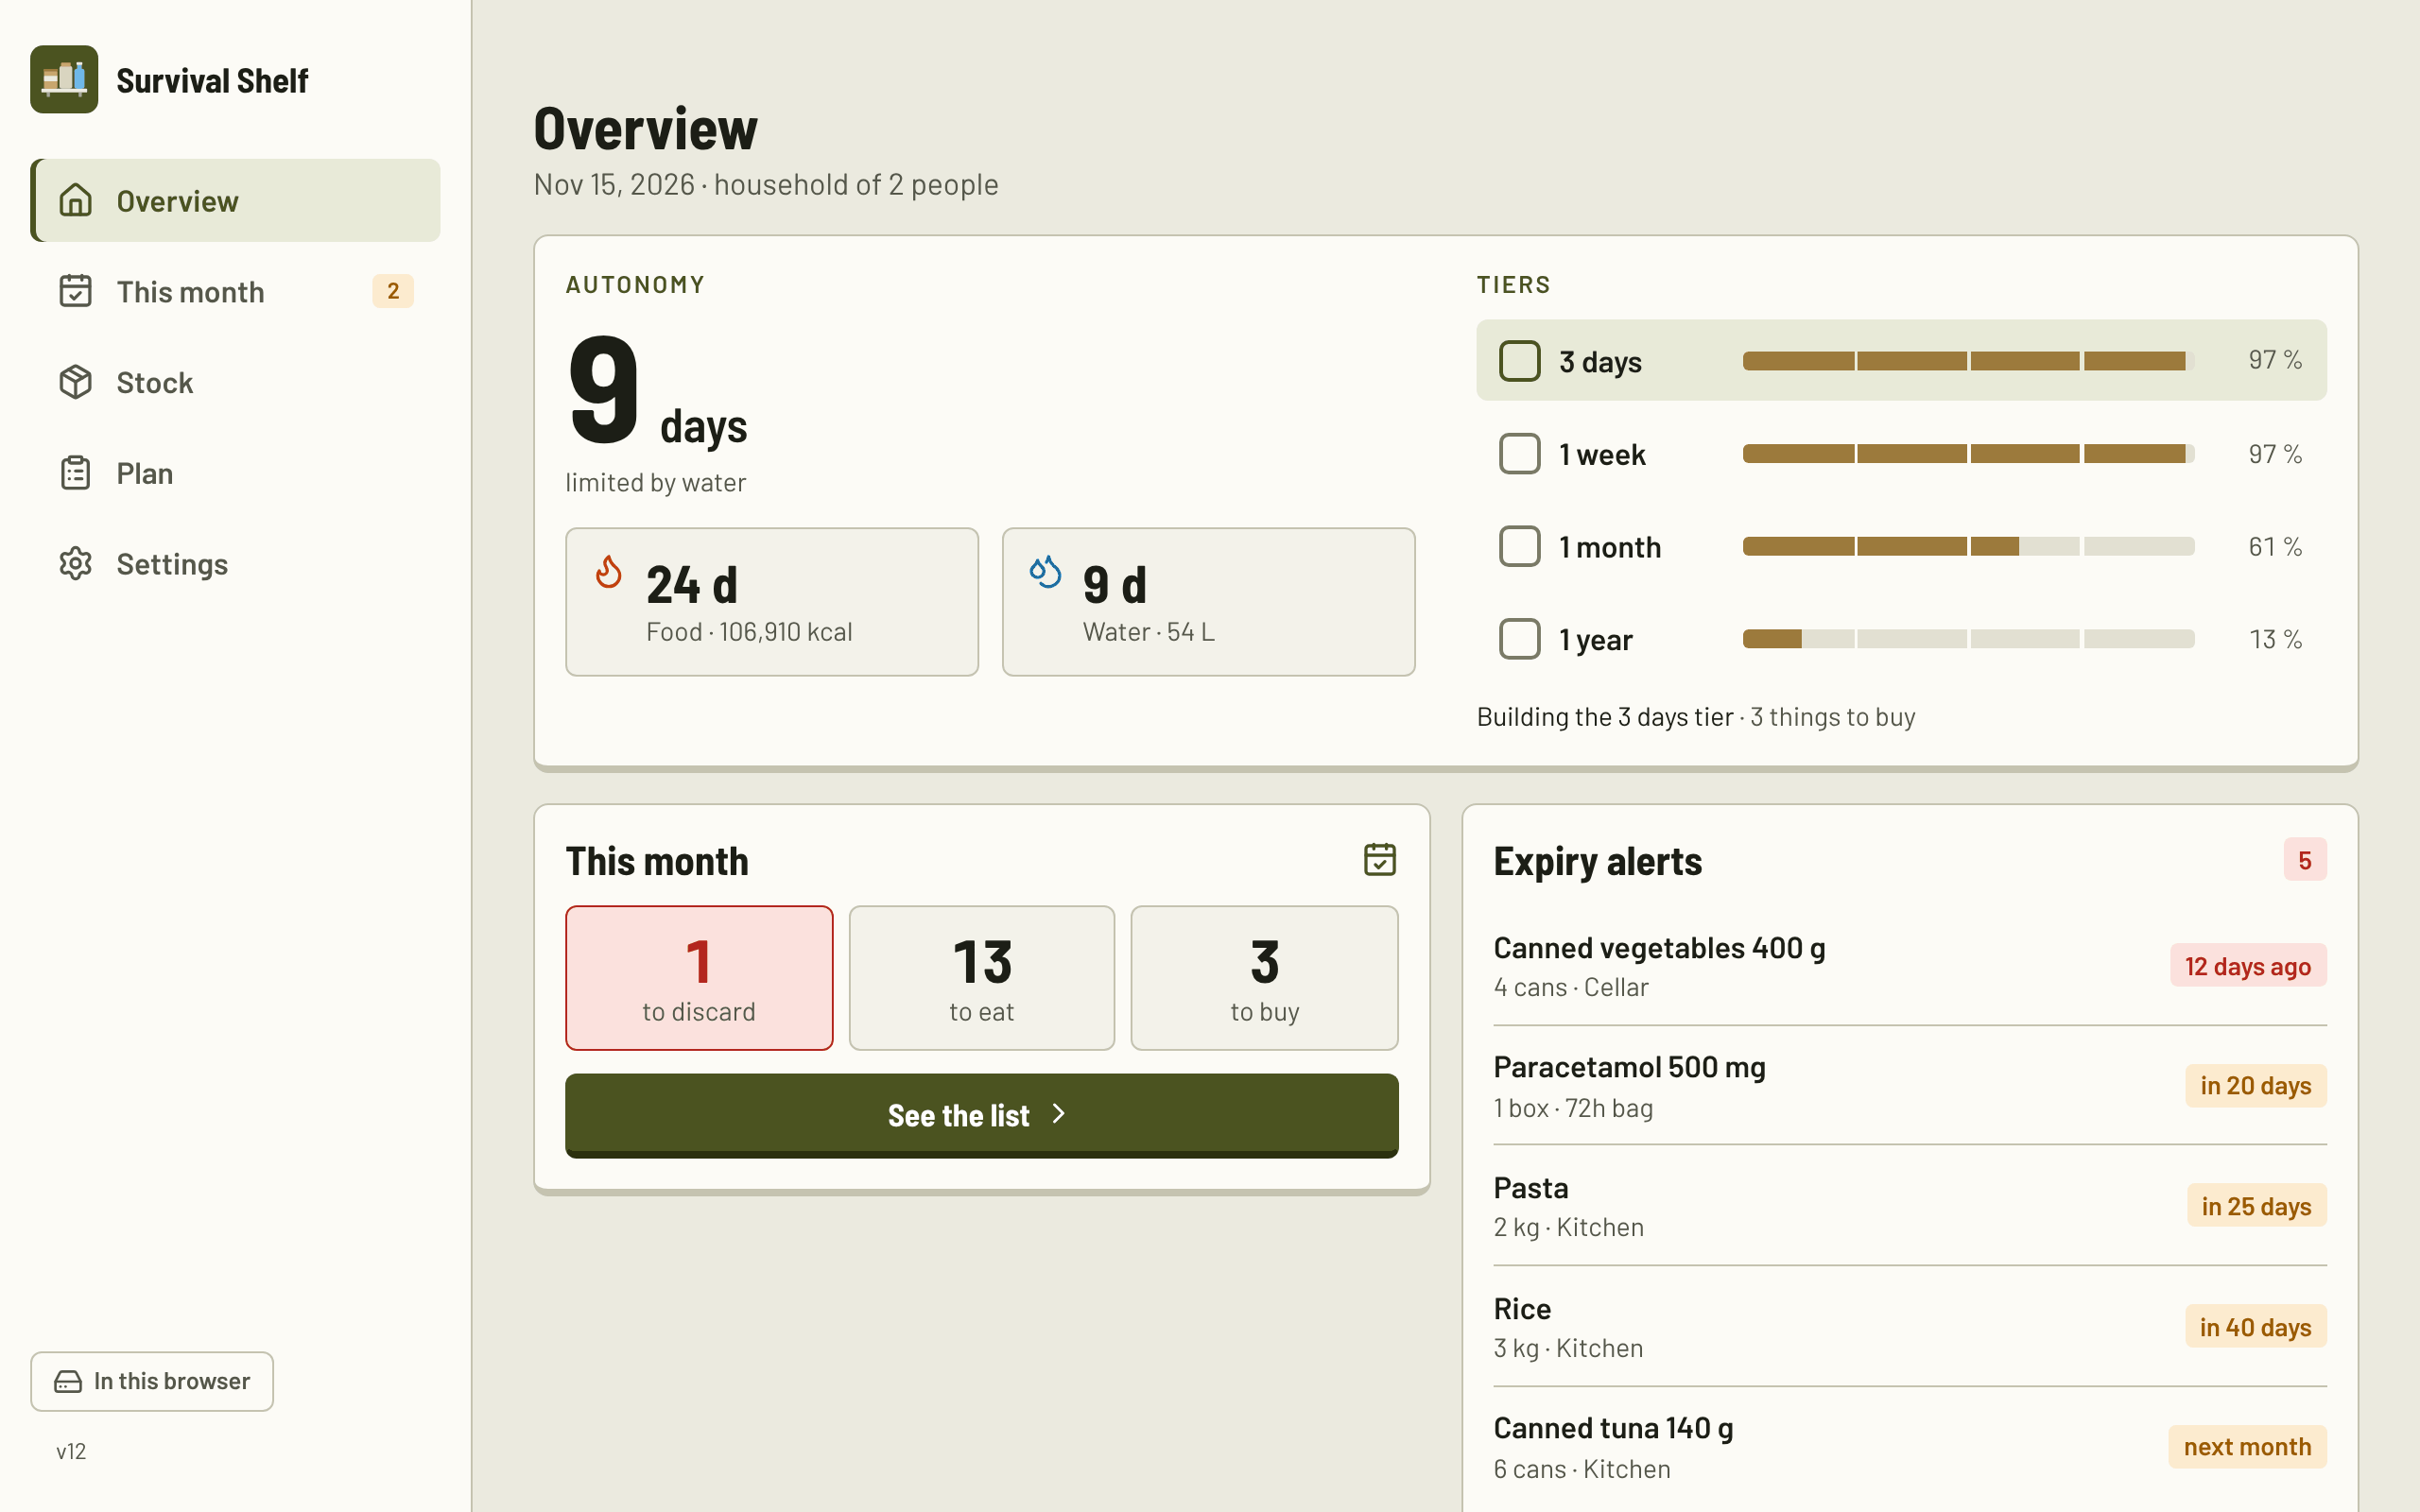 Survival Shelf
Overview
This month
2
Stock
Plan
Settings
In this browser
v12
Overview
Nov 15, 2026 · household of 2 people
AUTONOMY
9 days
limited by water
24 d
Food · 106,910 kcal
9 d
Water · 54 L
TIERS
3 days
97 %
1 week
97 %
1 month
61 %
1 year
13 %
Building the 3 days tier · 3 things to buy
This month
1
to discard
13
to eat
3
to buy
See the list
Expiry alerts
5
Canned vegetables 400 g
4 cans · Cellar
12 days ago
Paracetamol 500 mg
1 box · 72h bag
in 20 days
Pasta
2 kg · Kitchen
in 25 days
Rice
3 kg · Kitchen
in 40 days
Canned tuna 140 g
6 cans · Kitchen
next month